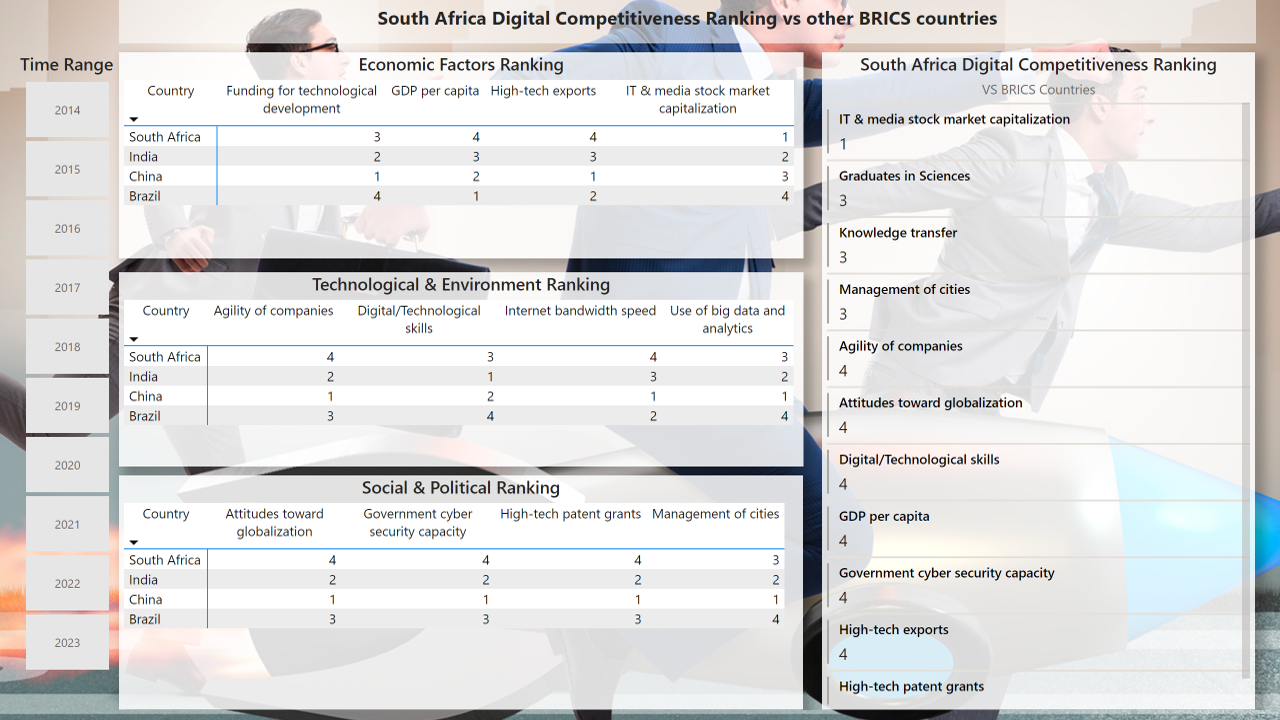 South Africa Digital Competitiveness Ranking vs other BRICS countries
Time Range
2014
2015
2016
2017
2018
2019
2020
2021
2022
2023
Economic Factors Ranking
Country Funding for technological development GDP per capita High-tech exports IT & media stock market capitalization
South Africa 3 4 4 1
India 2 3 3 2
China 1 2 1 3
Brazil 4 1 2 4
Technological & Environment Ranking
Country Agility of companies Digital/Technological skills Internet bandwidth speed Use of big data and analytics
South Africa 4 3 4 3
India 2 1 3 2
China 1 2 1 1
Brazil 3 4 2 4
Social & Political Ranking
Country Attitudes toward globalization Government cyber security capacity High-tech patent grants Management of cities
South Africa 4 4 4 3
India 2 2 2 2
China 1 1 1 1
Brazil 3 3 3 4
South Africa Digital Competitiveness Ranking
VS BRICS Countries
IT & media stock market capitalization
1
Graduates in Sciences
3
Knowledge transfer
3
Management of cities
3
Agility of companies
4
Attitudes toward globalization
4
Digital/Technological skills
4
GDP per capita
4
Government cyber security capacity
4
High-tech exports
4
High-tech patent grants